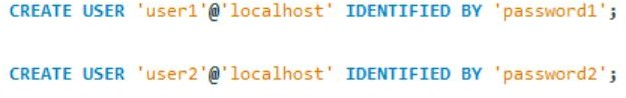 CREATE USER 'user1'@'localhost' IDENTIFIED BY 'password1';
CREATE USER 'user2'@'localhost' IDENTIFIED BY 'password2';